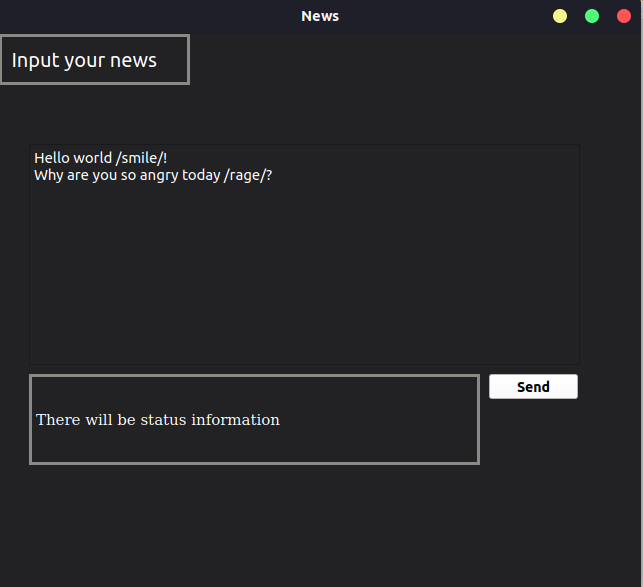 News
Input your news
Hello world /smile/!
Why are you so angry today /rage/?
There will be status information
Send